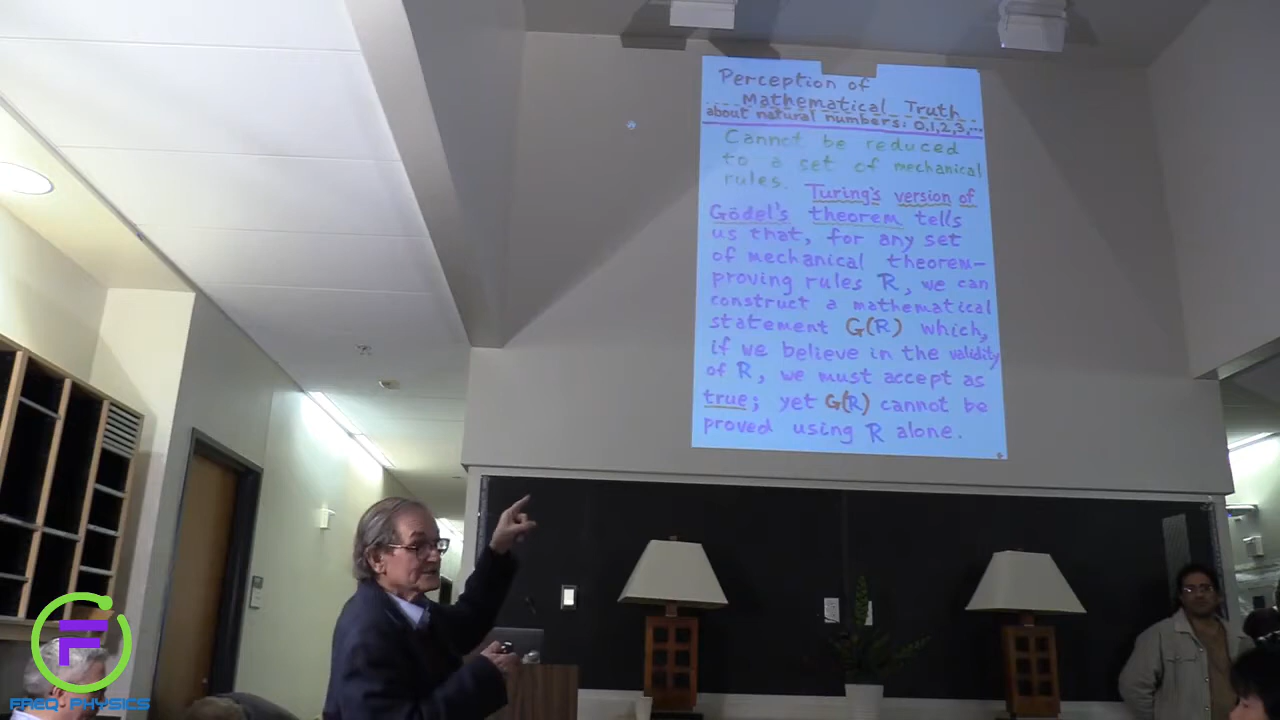 Perception of
Mathematical Truth
about natural numbers: 0,1,2,3,...
Cannot be reduced
to a set of mechanical
rules. Turing's version of
Gödel's theorem tells
us that, for any set
of mechanical theorem-
proving rules R, we can
construct a mathematical
statement G(R) which,
if we believe in the validity
of R, we must accept as
true; yet G(R) cannot be
proved using R alone.
F
FREQ PHYSICS